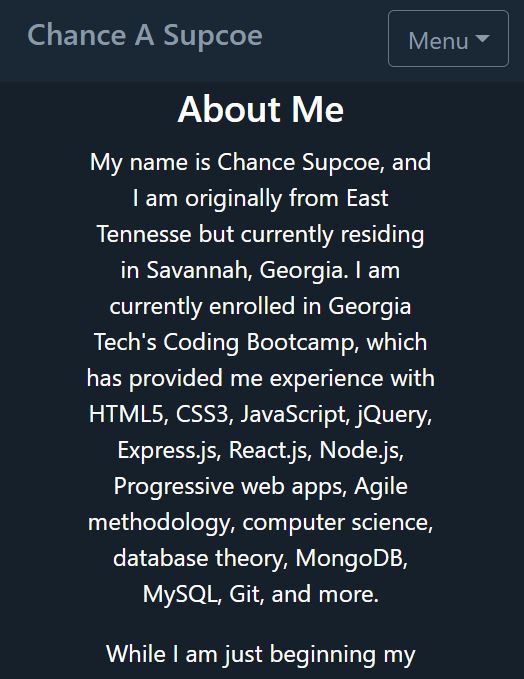 Chance A Supcoe
Menu
About Me
My name is Chance Supcoe, and
I am originally from East
Tennesse but currently residing
in Savannah, Georgia. I am
currently enrolled in Georgia
Tech's Coding Bootcamp, which
has provided me experience with
HTML5, CSS3, JavaScript, jQuery,
Express.js, React.js, Node.js,
Progressive web apps, Agile
methodology, computer science,
database theory, MongoDB,
MySQL, Git, and more.
While I am just beginning my